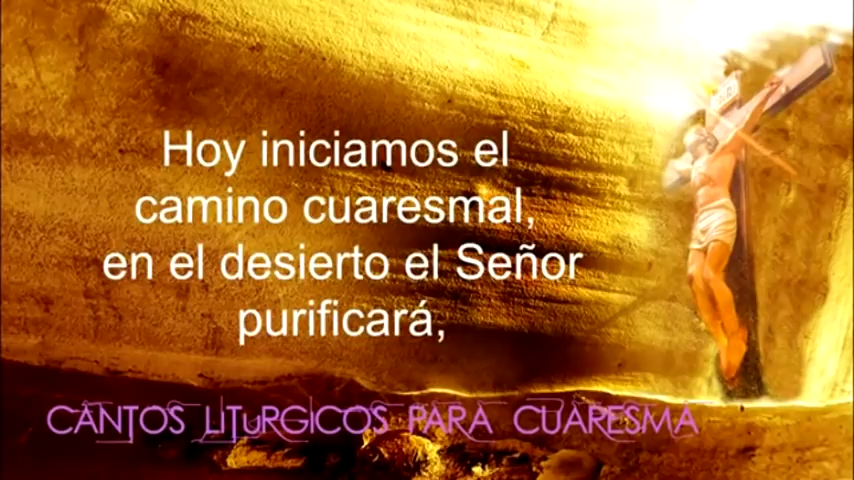 Hoy iniciamos el
camino cuaresmal,
en el desierto el Señor
purificará,
CANTOS LITURGICOS PARA CUARESMA